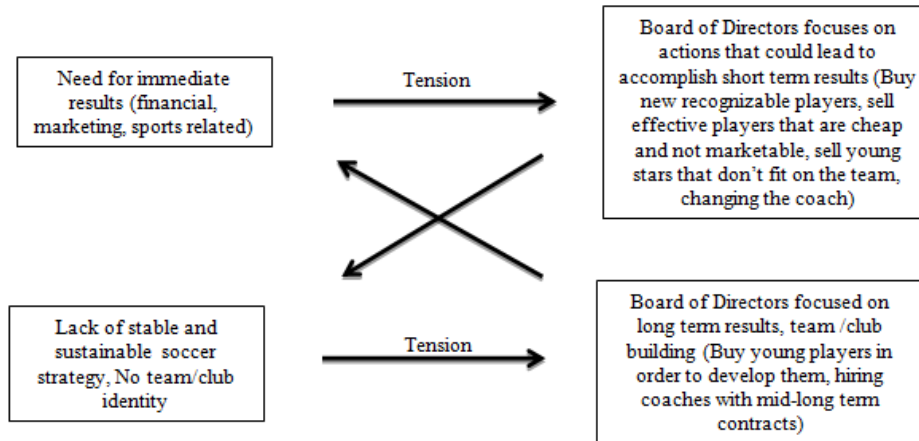 Need for immediate
results (financial,
marketing, sports related)
Tension
Board of Directors focuses on
actions that could lead to
accomplish short term results (Buy
new recognizable players, sell
effective players that are cheap
and not marketable, sell young
stars that don’t fit on the team,
changing the coach)
Lack of stable and
sustainable soccer
strategy, No team/club
identity
Tension
Board of Directors focused on
long term results, team /club
building (Buy young players in
order to develop them, hiring
coaches with mid-long term
contracts)